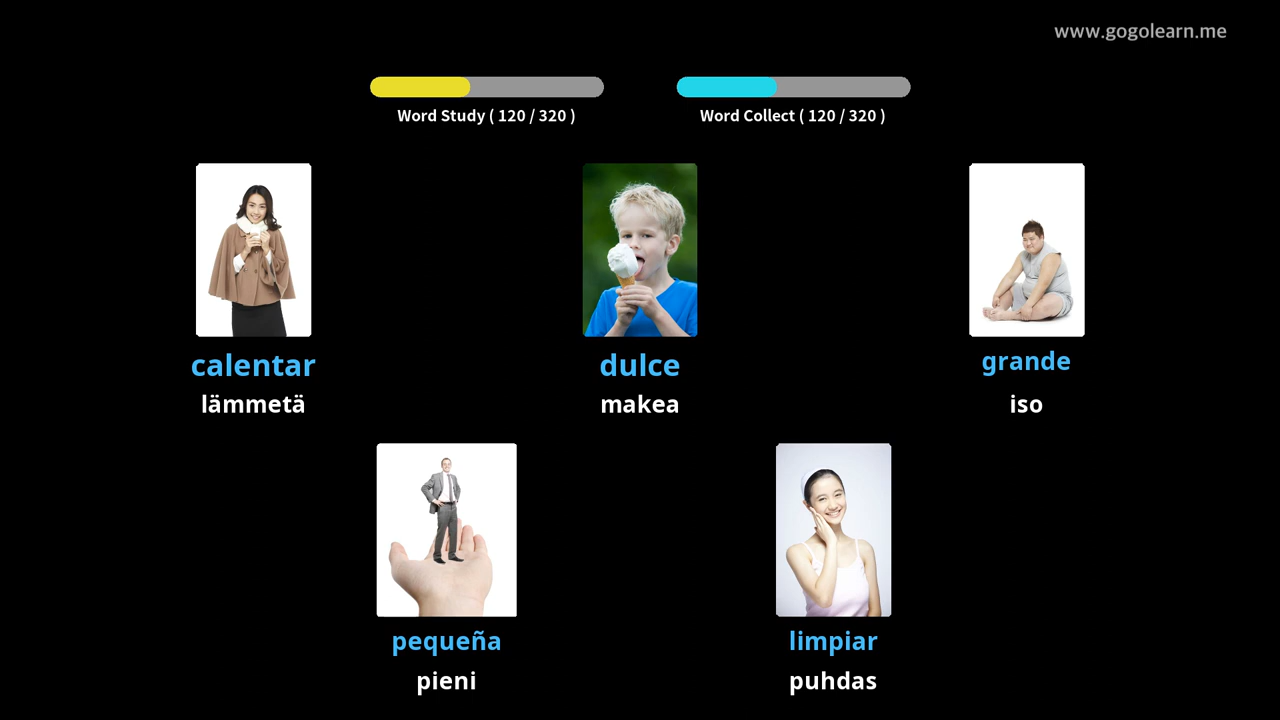 www.gogolearn.me
Word Study ( 120 / 320 )
Word Collect ( 120 / 320 )
calentar
lämmetä
dulce
makea
grande
iso
pequeña
pieni
limpiar
puhdas